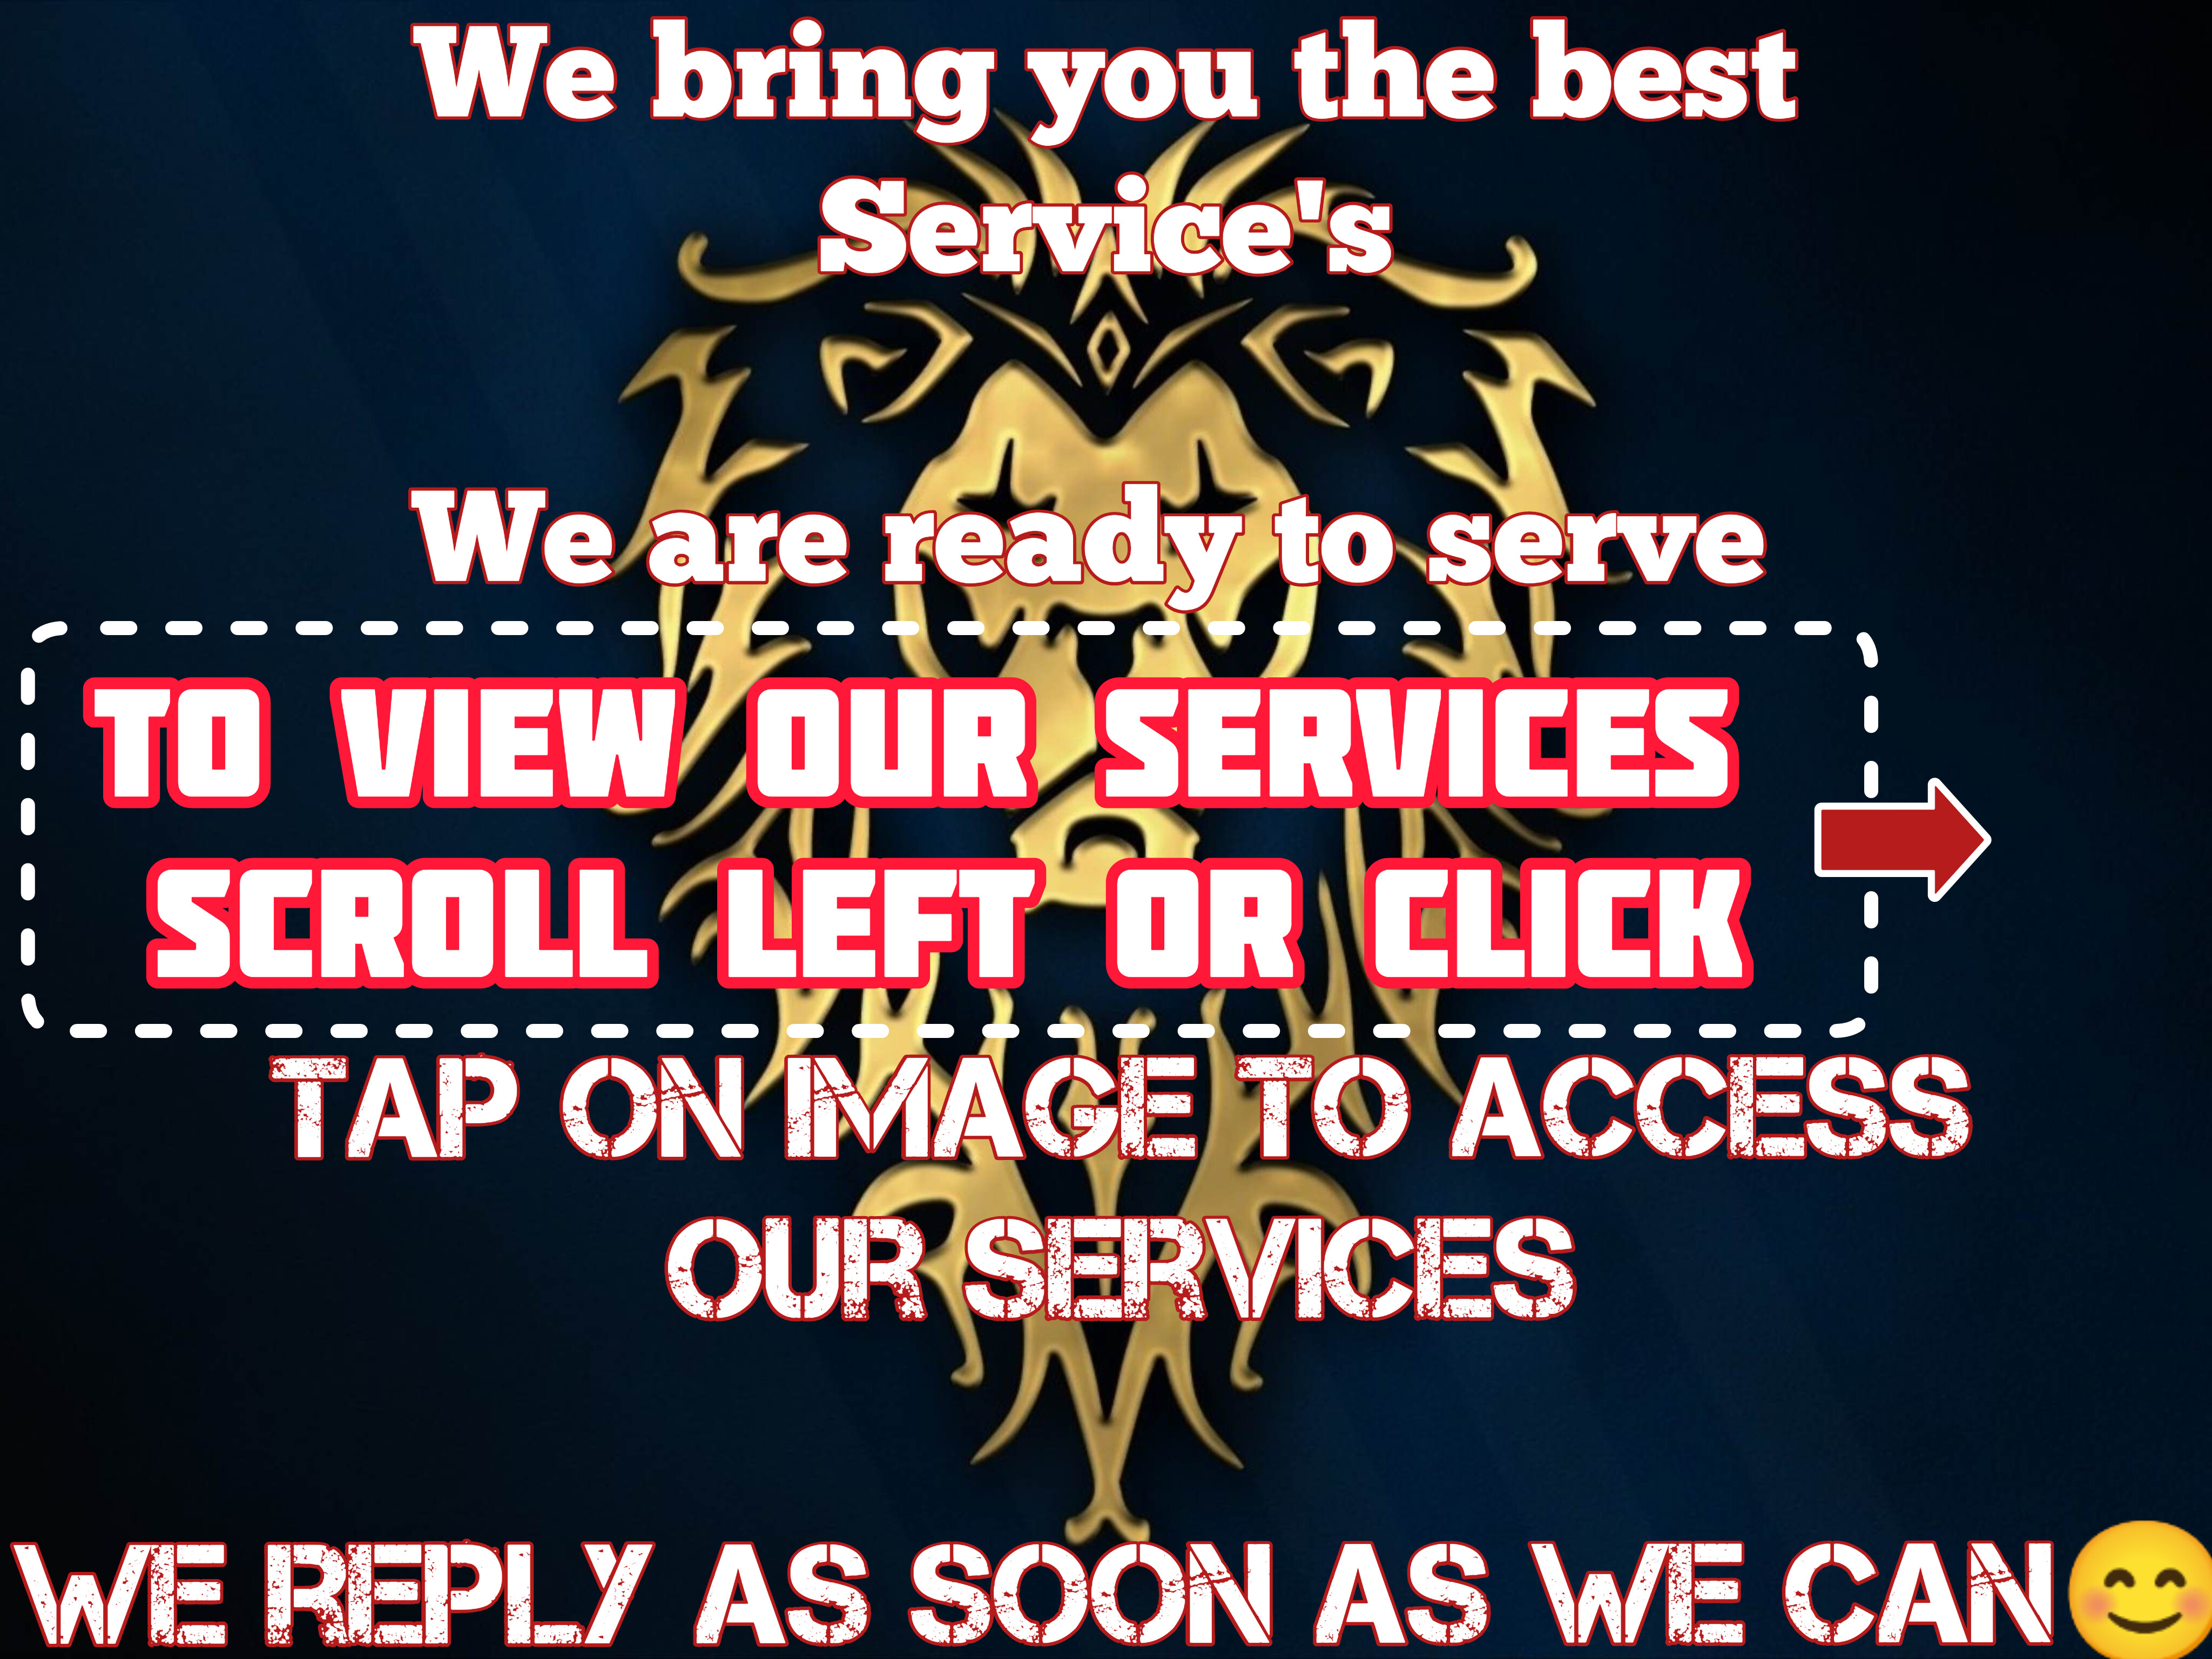 We bring you the best
Service's
We are ready to serve
TO VIEW OUR SERVICES
SCROLL LEFT OR CLICK
TAP ON IMAGE TO ACCESS
OUR SERVICES
WE REPLY AS SOON AS WE CAN😊